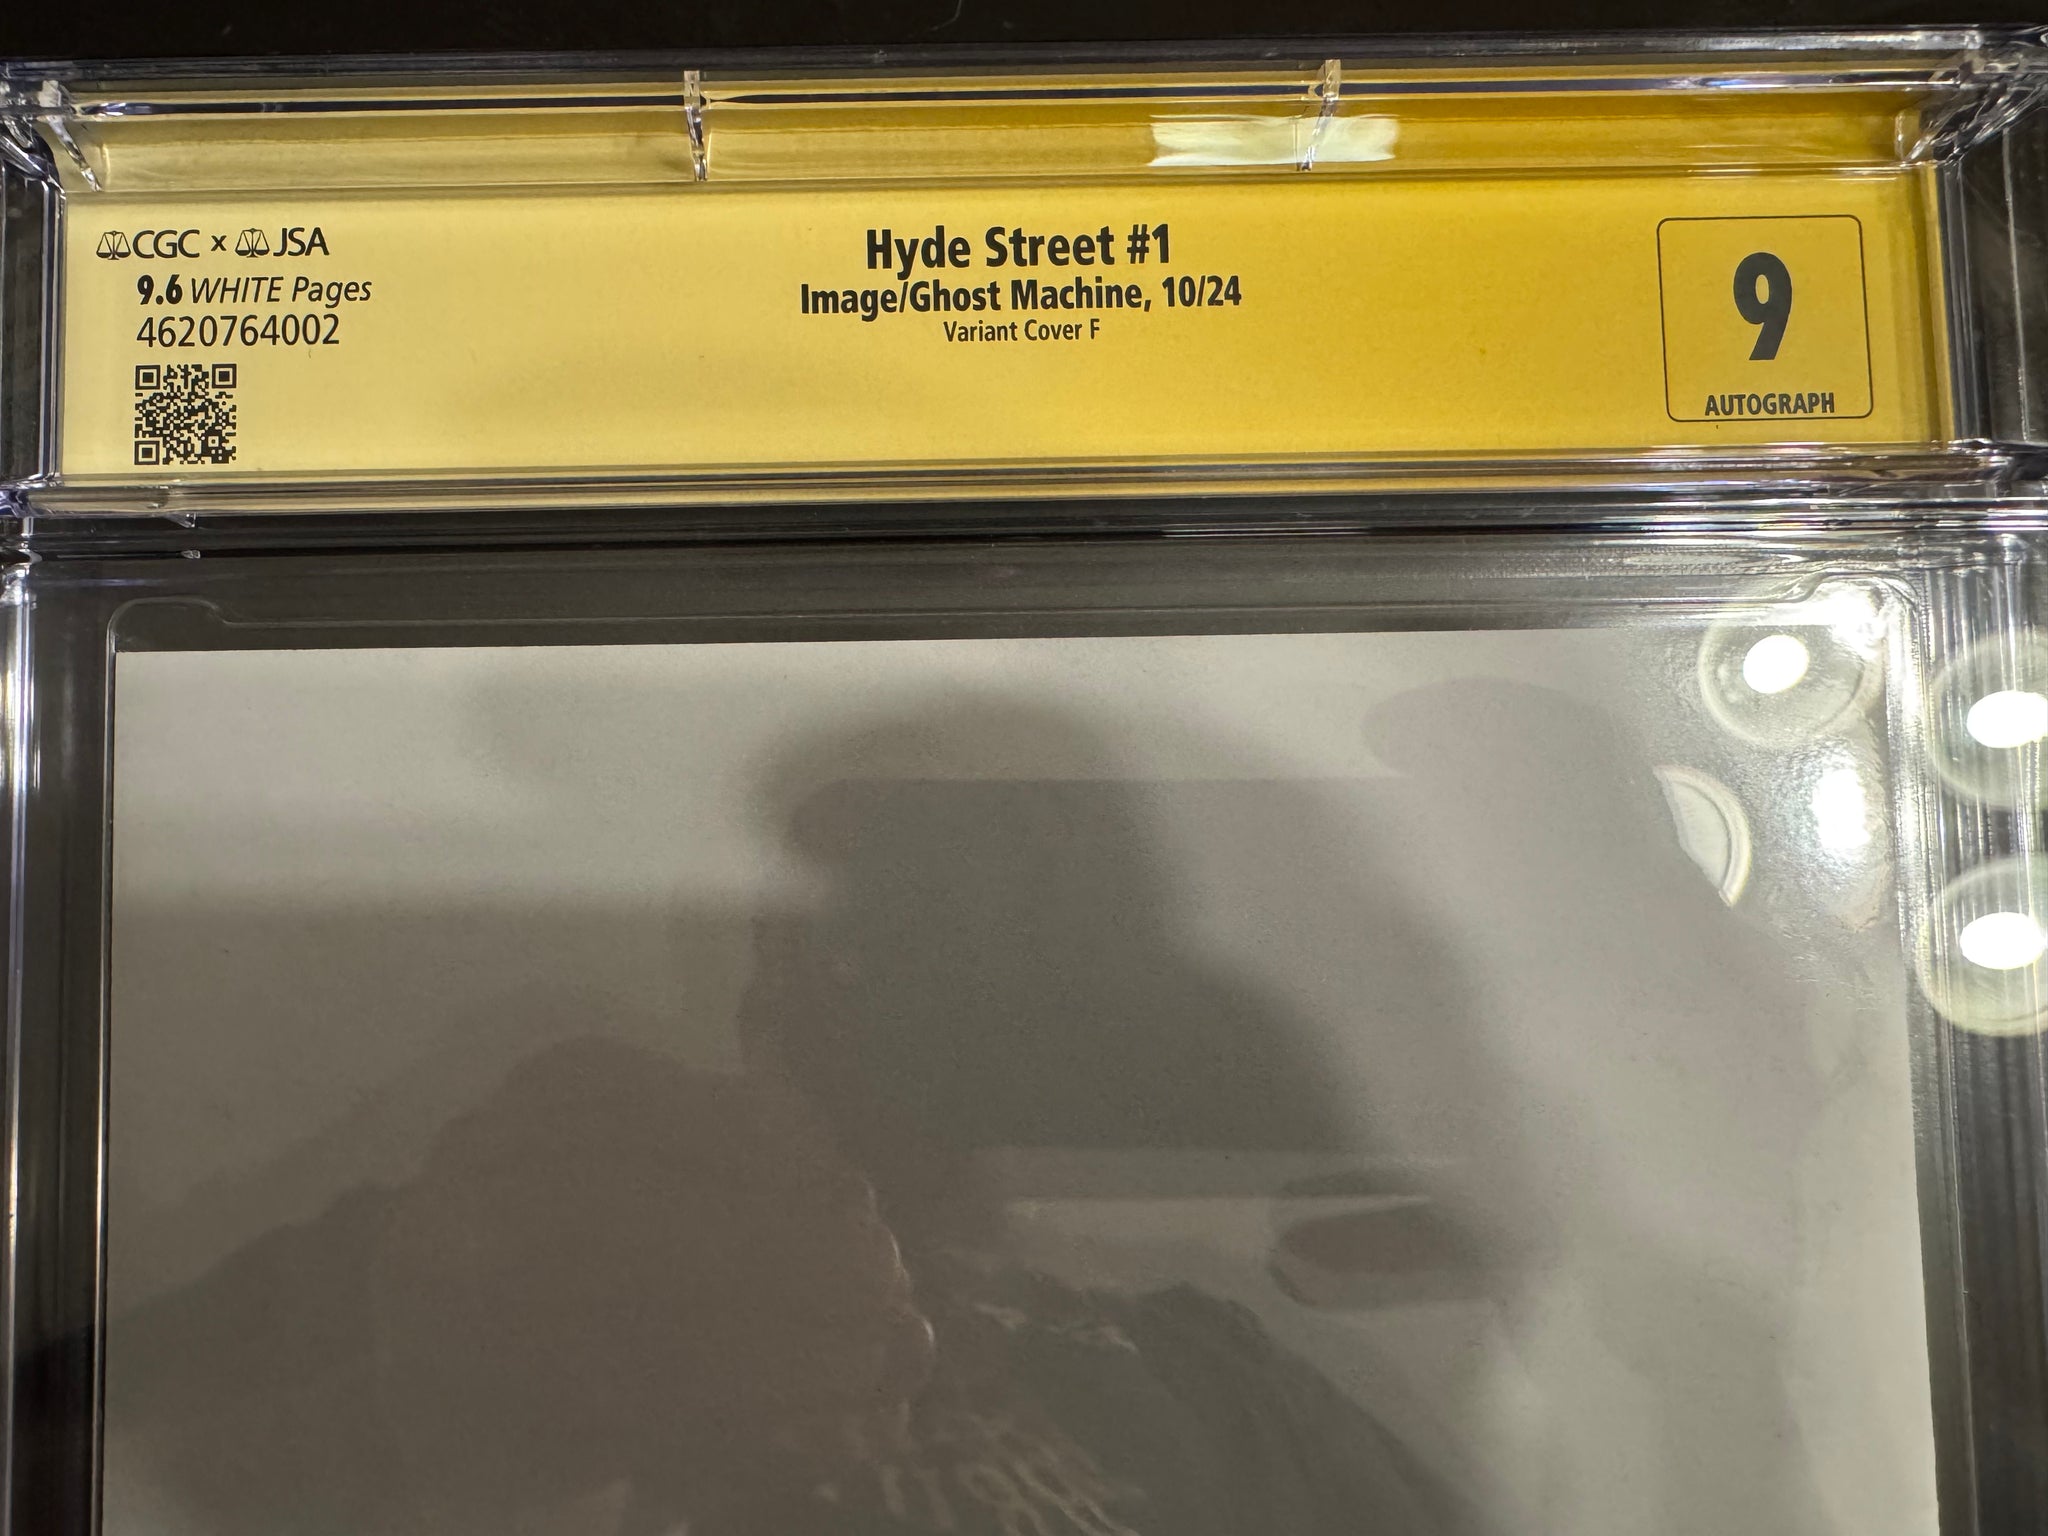 CGC x JSA
9.6 WHITE Pages
4620764002
Hyde Street #1
Image/Ghost Machine, 10/24
Variant Cover F
9
AUTOGRAPH